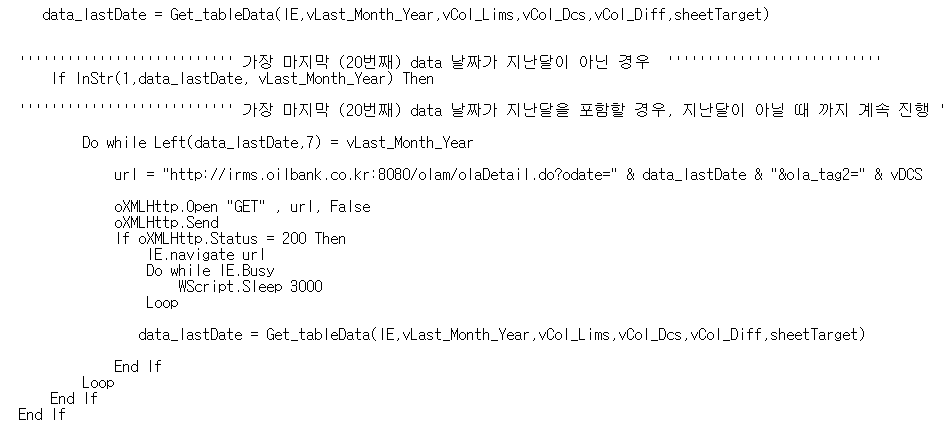 data_lastDate = Get_tableData(IE,vLast_Month_Year,vCol_Lims,vCol_Dcs,vCol_Diff,sheetTarget)
''''''''''''''''''''''''''' 가장 마지막 (20번째) data 날짜가 지난달이 아닌 경우 '''''''''''''''''''''''''''
If InStr(1,data_lastDate, vLast_Month_Year) Then
''''''''''''''''''''''''''' 가장 마지막 (20번째) data 날짜가 지난달을 포함할 경우, 지난달이 아닐 때 까지 계속 진행 '
Do while Left(data_lastDate,7) = vLast_Month_Year
url = "http://irms.oilbank.co.kr:8080/olam/olaDetail.do?odate=" & data_lastDate & "&ola_tag2=" & vDCS
oXMLHttp.Open "GET" , url, False
oXMLHttp.Send
If oXMLHttp.Status = 200 Then
IE.navigate url
Do while IE.Busy
WScript.Sleep 3000
Loop
data_lastDate = Get_tableData(IE,vLast_Month_Year,vCol_Lims,vCol_Dcs,vCol_Diff,sheetTarget)
End If
Loop
End If
End If